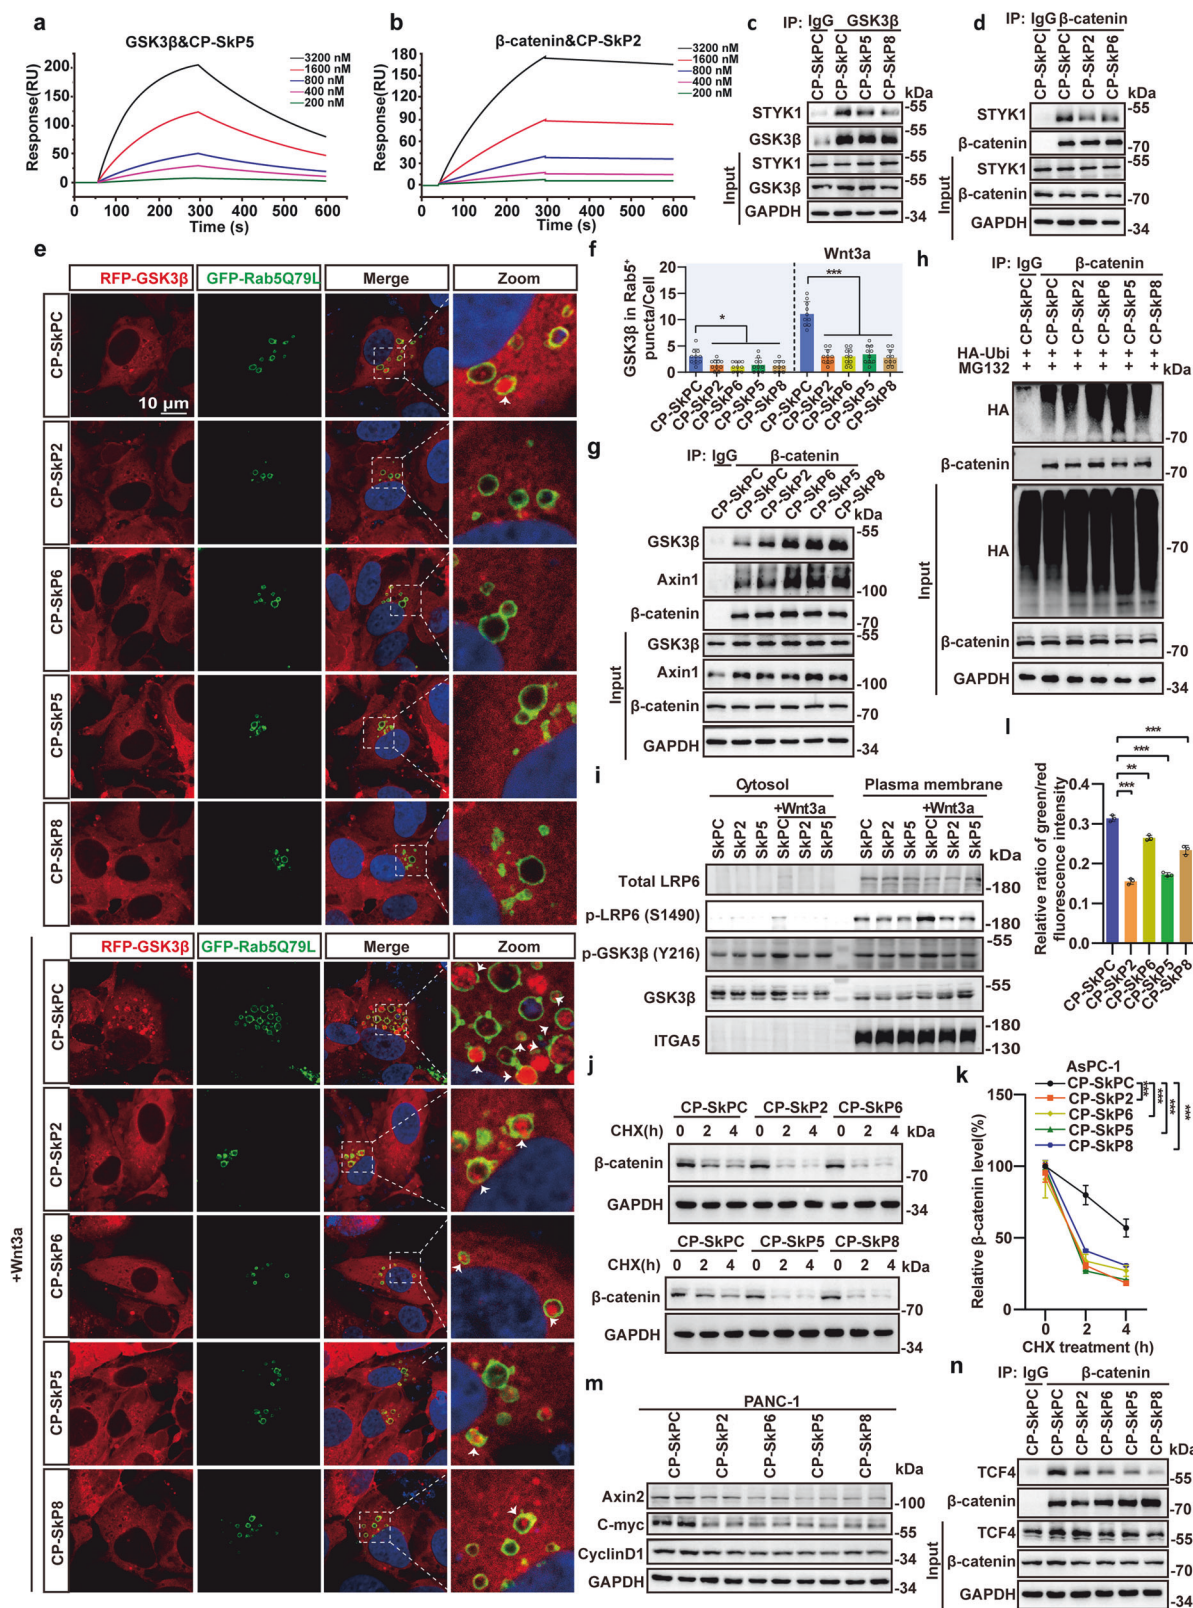 a
GSK3β&CP-SkP5
3200 nM
1600 nM
800 nM
400 nM
200 nM
Response(RU)
200
150
100
50
0
0 100 200 300 400 500 600
Time (s)
b
β-catenin&CP-SkP2
3200 nM
1600 nM
800 nM
400 nM
200 nM
Response(RU)
180
150
120
90
60
30
0
0 100 200 300 400 500 600
Time (s)
c
IP: IgG GSK3β
CP-SkPC
CP-SkPC
CP-SkP5
CP-SkP8
kDa
STYK1 -55
GSK3β -55
Input
STYK1 -55
GSK3β -55
GAPDH -34
d
IP: IgG β-catenin
CP-SkPC
CP-SkPC
CP-SkP2
CP-SkP6
kDa
STYK1 -55
β-catenin -70
Input
STYK1 -55
β-catenin -70
GAPDH -34
e
RFP-GSK3β GFP-Rab5Q79L Merge Zoom
CP-SkPC
10 μm
CP-SkP2
CP-SkP6
CP-SkP5
CP-SkP8
+Wnt3a
RFP-GSK3β GFP-Rab5Q79L Merge Zoom
CP-SkPC
CP-SkP2
CP-SkP6
CP-SkP5
CP-SkP8
f
Wnt3a
GSK3β in Rab5⁺
puncta/Cell
20
15
10
5
0
*
***
CP-SkPC
CP-SkP2
CP-SkP6
CP-SkP5
CP-SkP8
CP-SkPC
CP-SkP2
CP-SkP6
CP-SkP5
CP-SkP8
g
IP: IgG β-catenin
CP-SkPC
CP-SkPC
CP-SkP2
CP-SkP6
CP-SkP5
CP-SkP8
kDa
GSK3β -55
Axin1 -100
β-catenin -70
Input
GSK3β -55
Axin1 -100
β-catenin -70
GAPDH -34
h
IP: IgG β-catenin
CP-SkPC
CP-SkPC
CP-SkP2
CP-SkP6
CP-SkP5
CP-SkP8
HA-Ubi + + + + + +
MG132 + + + + + + kDa
HA -70
β-catenin -70
Input
HA -70
β-catenin -70
GAPDH -34
i
Cytosol Plasma membrane
+Wnt3a +Wnt3a
SkPC SkP2 SkP5 SkPC SkP2 SkP5 SkPC SkP2 SkP5 SkPC SkP2 SkP5
kDa
Total LRP6 -180
p-LRP6 (S1490) -180
p-GSK3β (Y216) -55
GSK3β -55
ITGA5 -180
-130
l
***
***
**
***
Relative ratio of green/red
fluorescence intensity
0.4
0.3
0.2
0.1
0.0
CP-SkPC
CP-SkP2
CP-SkP6
CP-SkP5
CP-SkP8
j
CP-SkPC CP-SkP2 CP-SkP6
CHX(h) 0 2 4 0 2 4 0 2 4 kDa
β-catenin -70
GAPDH -34
CP-SkPC CP-SkP5 CP-SkP8
CHX(h) 0 2 4 0 2 4 0 2 4 kDa
β-catenin -70
GAPDH -34
k
AsPC-1
CP-SkPC
CP-SkP2
CP-SkP6
CP-SkP5
CP-SkP8
***
***
***
***
Relative β-catenin level(%)
150
100
50
0
0 2 4
CHX treatment (h)
m
PANC-1
CP-SkPC
CP-SkP2
CP-SkP6
CP-SkP5
CP-SkP8
kDa
Axin2 -100
C-myc -55
CyclinD1 -34
GAPDH -34
n
IP: IgG β-catenin
CP-SkPC
CP-SkPC
CP-SkP2
CP-SkP6
CP-SkP5
CP-SkP8
kDa
TCF4 -55
β-catenin -70
Input
TCF4 -55
β-catenin -70
GAPDH -34